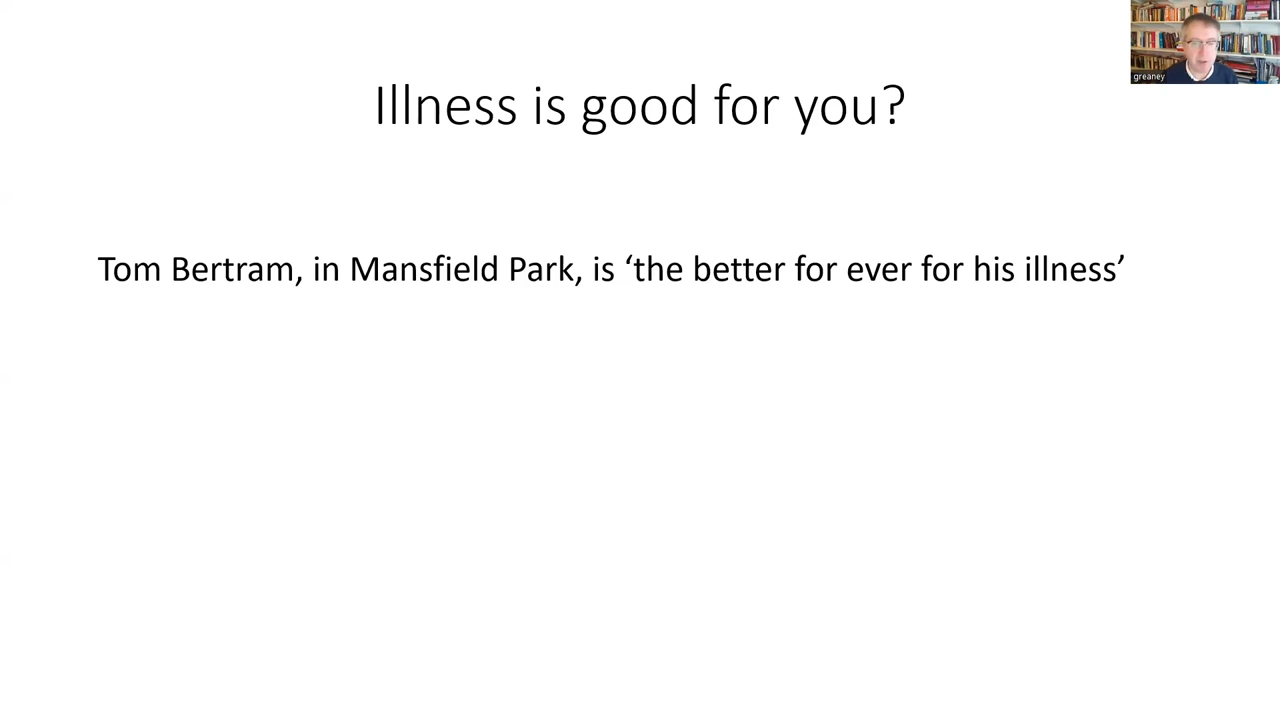 Illness is good for you?
greaney
Tom Bertram, in Mansfield Park, is ‘the better for ever for his illness’